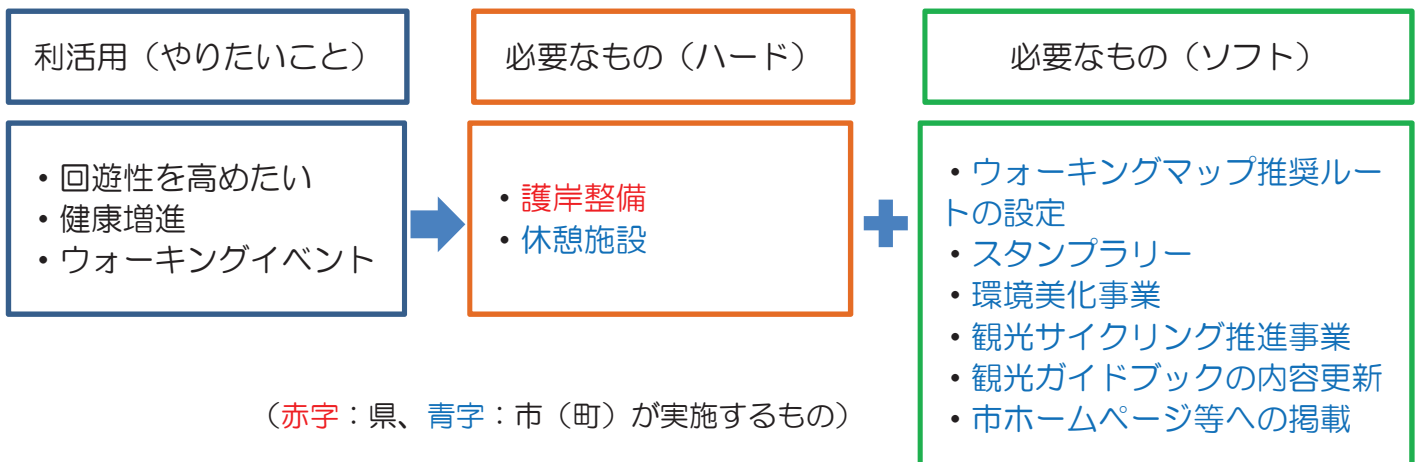 利活用（やりたいこと）
必要なもの（ハード）
必要なもの（ソフト）
・回遊性を高めたい
・健康増進
・ウォーキングイベント
・護岸整備
・休憩施設
・ウォーキングマップ推奨ルー
トの設定
・スタンプラリー
・環境美化事業
・観光サイクリング推進事業
・観光ガイドブックの内容更新
・市ホームページ等への掲載
（赤字：県、青字：市（町）が実施するもの）